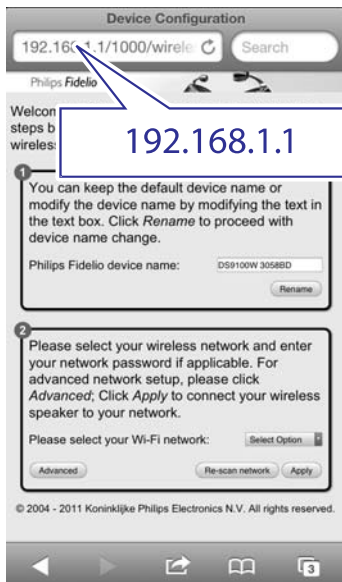 Device Configuration
192.168.1.1/1000/wirele
Search
Philips Fidelio
Welcon
steps b
wireles
192.168.1.1
1
You can keep the default device name or
modify the device name by modifying the text in
the text box. Click Rename to proceed with
device name change.
Philips Fidelio device name:
DS9100W 3058BD
Rename
2
Please select your wireless network and enter
your network password if applicable. For
advanced network setup, please click
Advanced; Click Apply to connect your wireless
speaker to your network.
Please select your Wi-Fi network:
Select Option
Advanced
Re-scan network
Apply
© 2004 - 2011 Koninklijke Philips Electronics N.V. All rights reserved.
3